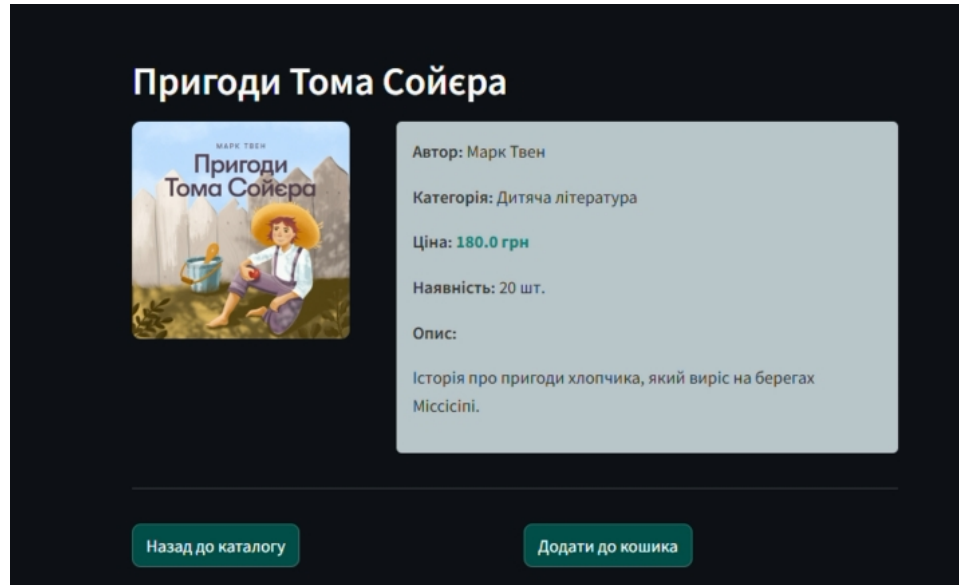 Пригоди Тома Сойєра
МАРК ТВЕН
Пригоди
Тома Сойєра
Автор: Марк Твен
Категорія: Дитяча література
Ціна: 180.0 грн
Наявність: 20 шт.
Опис:
Історія про пригоди хлопчика, який виріс на берегах
Міссісіпі.
Назад до каталогу
Додати до кошика